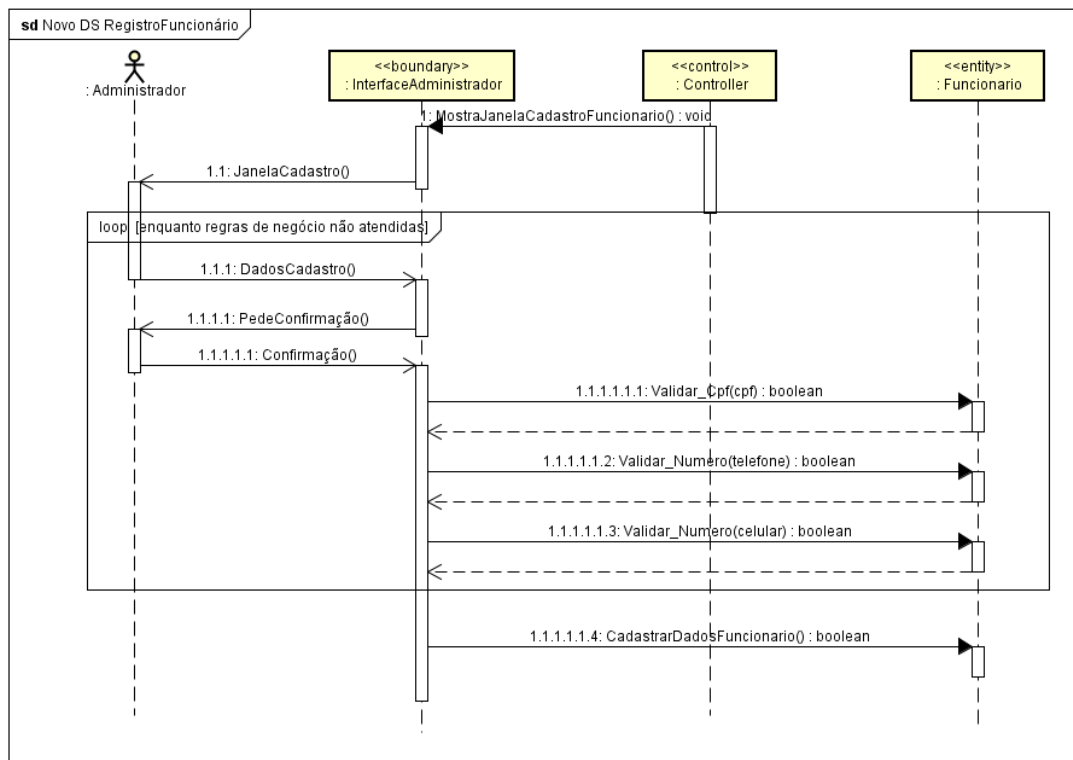 sd Novo DS RegistroFuncionário
: Administrador
<<boundary>>
: InterfaceAdministrador
<<control>>
: Controller
<<entity>>
: Funcionario
1: MostraJanelaCadastroFuncionario() : void
1.1: JanelaCadastro()
loop [enquanto regras de negócio não atendidas]
1.1.1: DadosCadastro()
1.1.1.1: PedeConfirmação()
1.1.1.1.1: Confirmação()
1.1.1.1.1.1: Validar_Cpf(cpf) : boolean
1.1.1.1.1.2: Validar_Numero(telefone) : boolean
1.1.1.1.1.3: Validar_Numero(celular) : boolean
1.1.1.1.1.4: CadastrarDadosFuncionario() : boolean